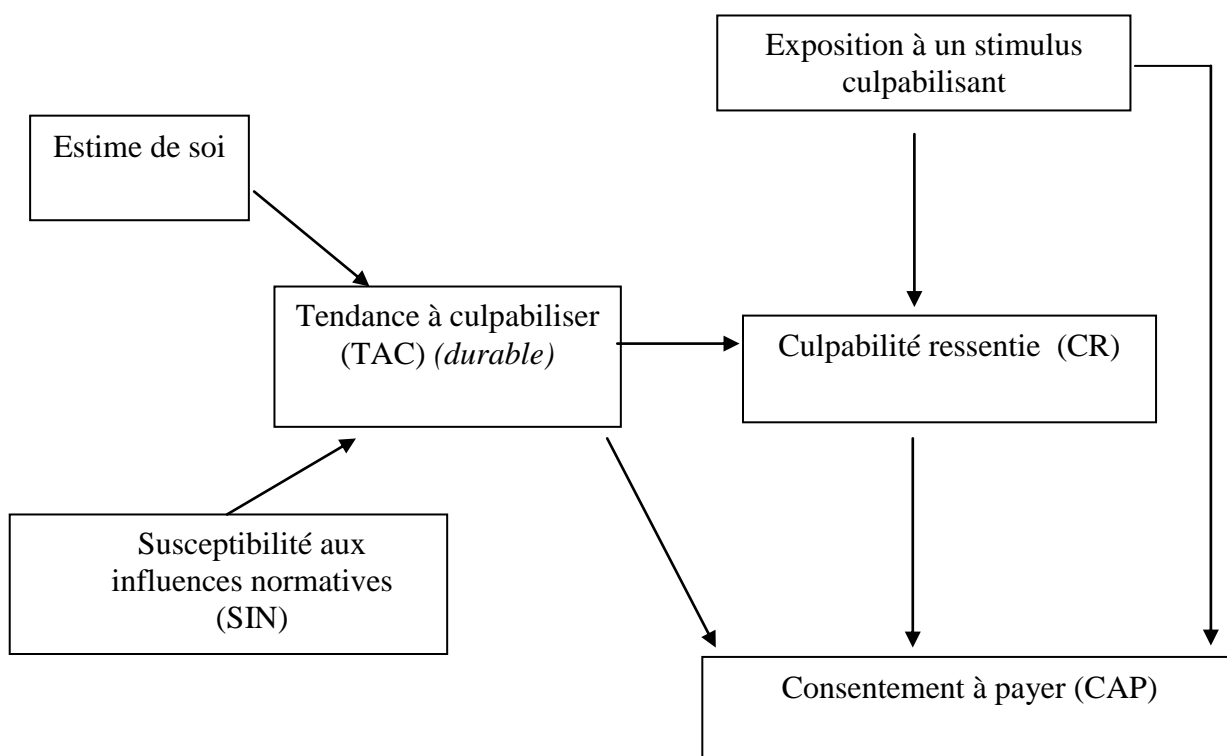 Exposition à un stimulus
culpabilisant
Estime de soi
Tendance à culpabiliser
(TAC) (durable)
Culpabilité ressentie (CR)
Susceptibilité aux
influences normatives
(SIN)
Consentement à payer (CAP)